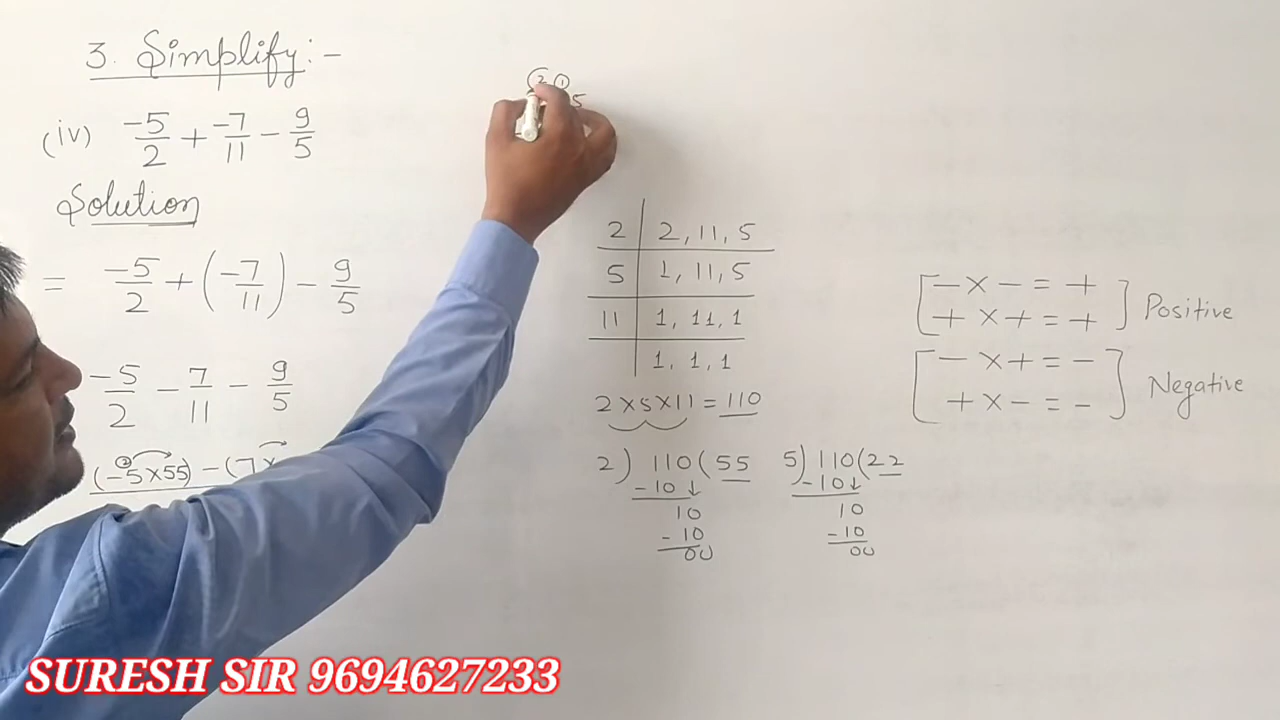 3. Simplify:-
(iv) -5/2 + -7/11 - 9/5
Solution
= -5/2 + (-7/11) - 9/5
-5/2 - 7/11 - 9/5
(-5×55) - (7×
2 | 2, 11, 5
5 | 1, 11, 5
11 | 1, 11, 1
1, 1, 1
2×5×11 = 110
2) 110 (55
-10↓
10
- 10
00
5) 110 (22
-10↓
10
- 10
00
[- × - = +
+ × + = +] Positive
[- × + = -
+ × - = -] Negative
SURESH SIR 9694627233